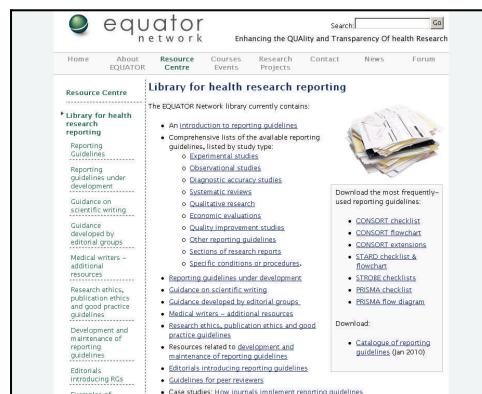 equator
network
Search:
Go
Enhancing the QUAlity and Transparency Of health Research
Home
About EQUATOR
Resource Centre
Courses Events
Research Projects
Contact
News
Forum
Resource Centre
Library for health
research
reporting
Reporting
Guidelines
Reporting
guidelines under
development
Guidance on
scientific writing
Guidance
developed by
editorial groups
Medical writers –
additional
resources
Research ethics,
publication ethics
and good practice
guidelines
Development and
maintenance of
reporting
guidelines
Editorials
introducing RGs
Examples of
Library for health research reporting
The EQUATOR Network library currently contains:
An introduction to reporting guidelines
Comprehensive lists of the available reporting
guidelines, listed by study type:
Experimental studies
Observational studies
Diagnostic accuracy studies
Systematic reviews
Qualitative research
Economic evaluations
Quality improvement studies
Other reporting guidelines
Sections of research reports
Specific conditions or procedures.
Reporting guidelines under development
Guidance on scientific writing
Guidance developed by editorial groups
Medical writers – additional resources
Research ethics, publication ethics and good
practice guidelines
Resources related to development and
maintenance of reporting guidelines
Editorials introducing reporting guidelines
Guidelines for peer reviewers
Case studies: How journals implement reporting guidelines
Download the most frequently–
used reporting guidelines:
CONSORT checklist
CONSORT flowchart
CONSORT extensions
STARD checklist &
flowchart
STROBE checklists
PRISMA checklist
PRISMA flow diagram
Download:
Catalogue of reporting
guidelines (Jan 2010)